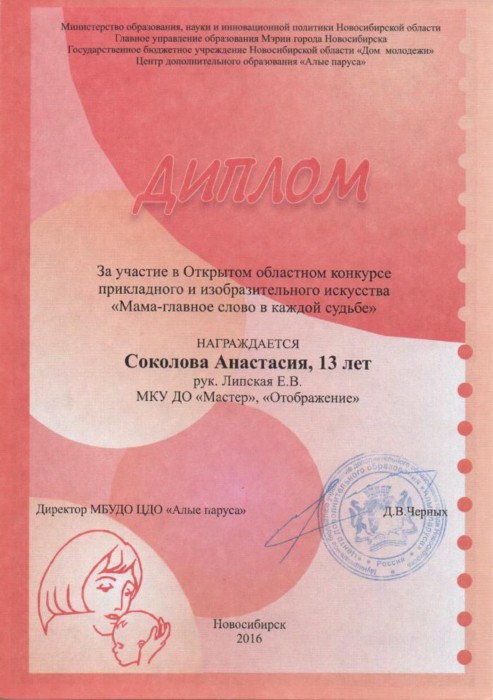 Министерство образования, науки и инновационной политики Новосибирской области
Главное управление образования Мэрии города Новосибирска
Государственное бюджетное учреждение Новосибирской области «Дом молодежи»
Центр дополнительного образования «Алые паруса»
ДИПЛОМ
За участие в Открытом областном конкурсе
прикладного и изобразительного искусства
«Мама-главное слово в каждой судьбе»
НАГРАЖДАЕТСЯ
Соколова Анастасия, 13 лет
рук. Липская Е.В.
МКУ ДО «Мастер», «Отображение»
Директор МБУДО ЦДО «Алые паруса»
Д.В.Черных
Россия
Новосибирск
2016